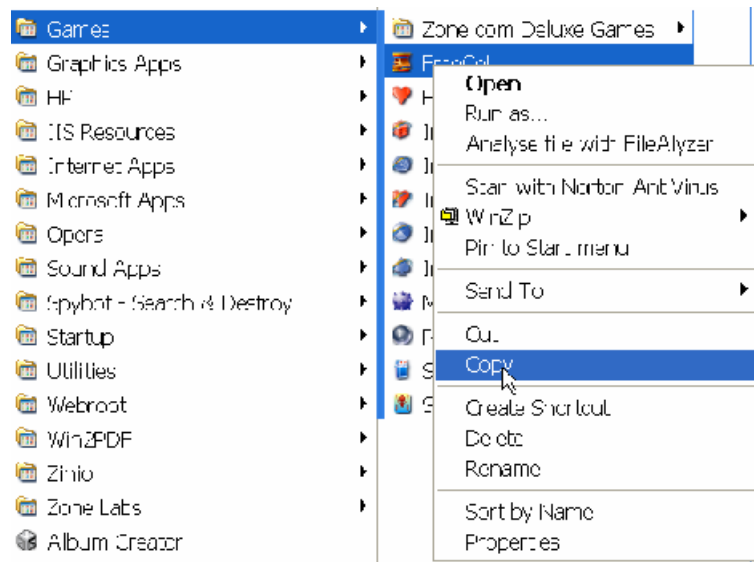 Games
Graphics Apps
HP
IIS Resources
Internet Apps
Microsoft Apps
Opera
Sound Apps
Spybot - Search & Destroy
Startup
Utilities
Webroot
Win2PDF
Zinio
Zone Labs
Album Creator
Zone.com Deluxe Games
FreeCell
Open
Run as...
Analyse file with FileAlyzer
Scan with Norton AntiVirus
WinZip
Pin to Start menu
Send To
Cut
Copy
Create Shortcut
Delete
Rename
Sort by Name
Properties